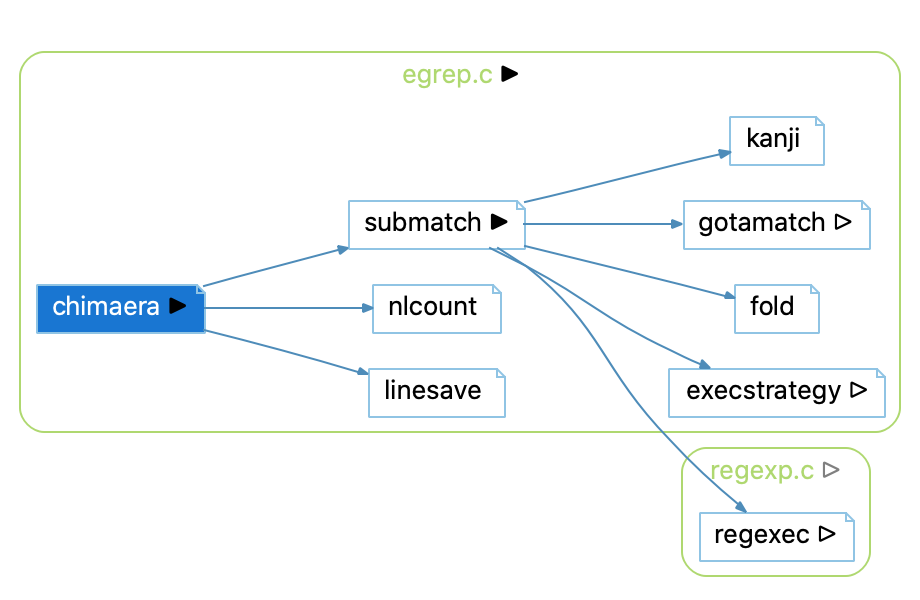 egrep.c
kanji
submatch
gotamatch
chimaera
nlcount
fold
linesave
execstrategy
regexp.c
regexec